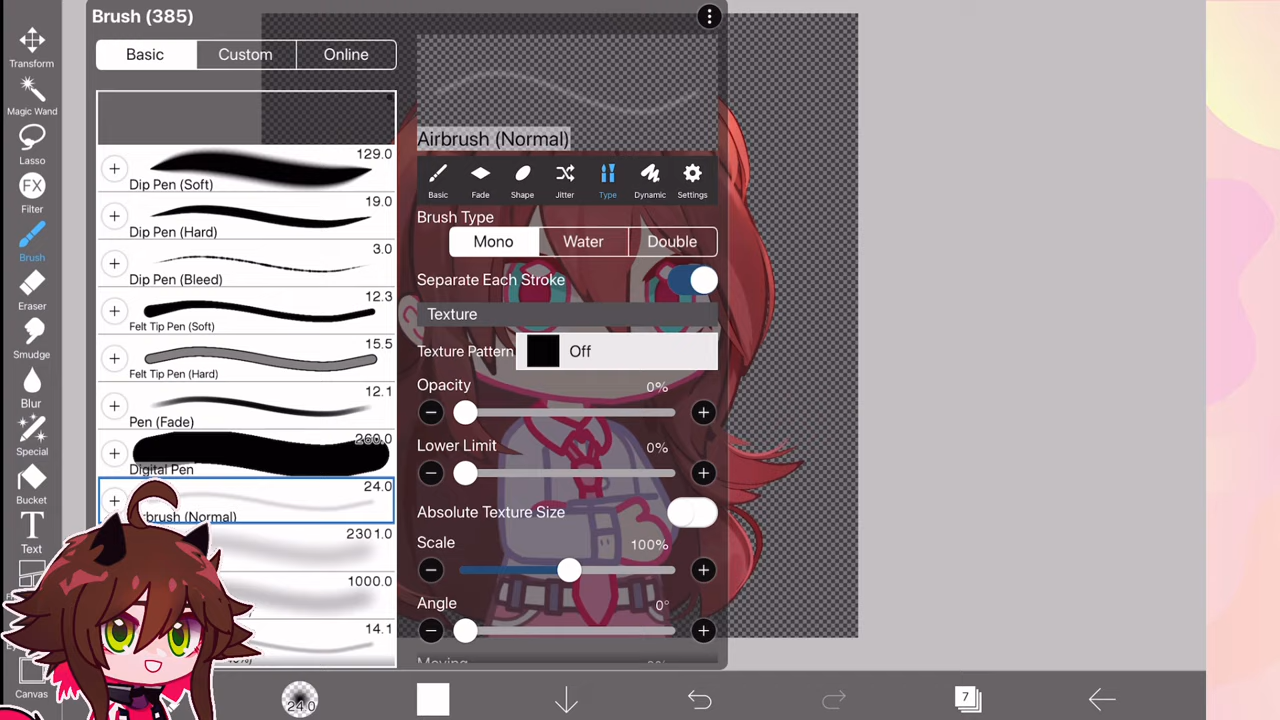 Brush (385)
Basic
Custom
Online
129.0
Dip Pen (Soft)
19.0
Dip Pen (Hard)
3.0
Dip Pen (Bleed)
12.3
Felt Tip Pen (Soft)
15.5
Felt Tip Pen (Hard)
12.1
Pen (Fade)
260.0
Digital Pen
24.0
(Normal)
2301.0
1000.0
14.1
Airbrush (Normal)
Basic
Fade
Shape
Jitter
Type
Dynamic
Settings
Brush Type
Mono
Water
Double
Separate Each Stroke
Texture
Texture Pattern
Off
Opacity
0%
Lower Limit
0%
Absolute Texture Size
Scale
100%
Angle
0°
Transform
Magic Wand
Lasso
FX
Filter
Brush
Eraser
Smudge
Blur
Special
Bucket
T
Text
Canvas
24.0
7